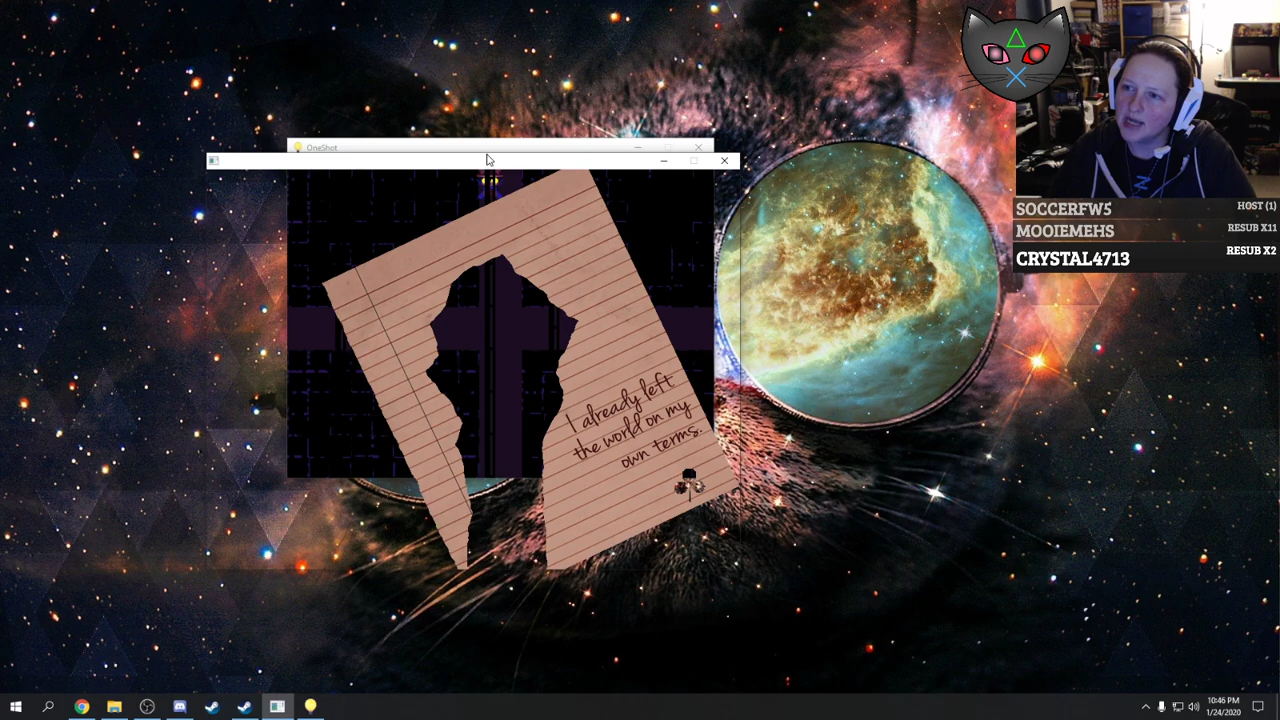 OneShot
I already left
the world on my
own terms.
SOCCERFW5
HOST (1)
MOOIEMEHS
RESUB X11
CRYSTAL4713
RESUB X2
10:46 PM
1/24/2020